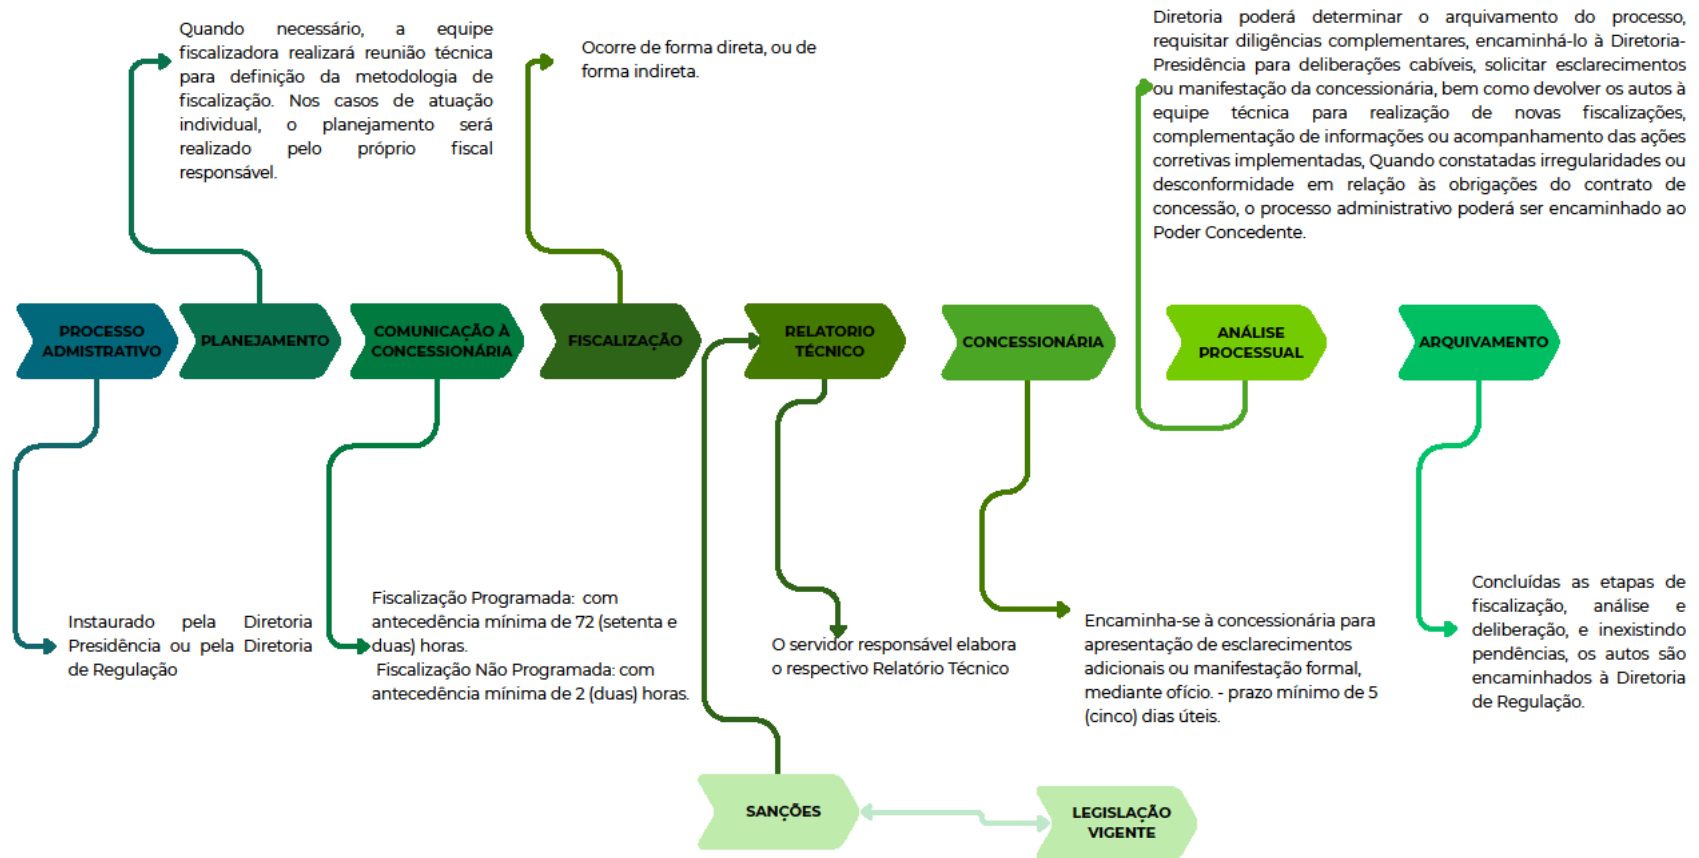 Quando necessário, a equipe
fiscalizadora realizará reunião técnica
para definição da metodologia de
fiscalização. Nos casos de atuação
individual, o planejamento será
realizado pelo próprio fiscal
responsável.
Ocorre de forma direta, ou de
forma indireta.
Diretoria poderá determinar o arquivamento do processo,
requisitar diligências complementares, encaminhá-lo à Diretoria-
Presidência para deliberações cabíveis, solicitar esclarecimentos
ou manifestação da concessionária, bem como devolver os autos à
equipe técnica para realização de novas fiscalizações,
complementação de informações ou acompanhamento das ações
corretivas implementadas, Quando constatadas irregularidades ou
desconformidade em relação às obrigações do contrato de
concessão, o processo administrativo poderá ser encaminhado ao
Poder Concedente.
PROCESSO
ADMISTRATIVO
PLANEJAMENTO
COMUNICAÇÃO À
CONCESSIONÁRIA
FISCALIZAÇÃO
RELATORIO
TÉCNICO
CONCESSIONÁRIA
ANÁLISE
PROCESSUAL
ARQUIVAMENTO
Instaurado pela Diretoria
Presidência ou pela Diretoria
de Regulação
Fiscalização Programada: com
antecedência mínima de 72 (setenta e
duas) horas.
Fiscalização Não Programada: com
antecedência mínima de 2 (duas) horas.
O servidor responsável elabora
o respectivo Relatório Técnico
Encaminha-se à concessionária para
apresentação de esclarecimentos
adicionais ou manifestação formal,
mediante ofício. - prazo mínimo de 5
(cinco) dias úteis.
Concluídas as etapas de
fiscalização, análise e
deliberação, e inexistindo
pendências, os autos são
encaminhados à Diretoria
de Regulação.
SANÇÕES
LEGISLAÇÃO
VIGENTE